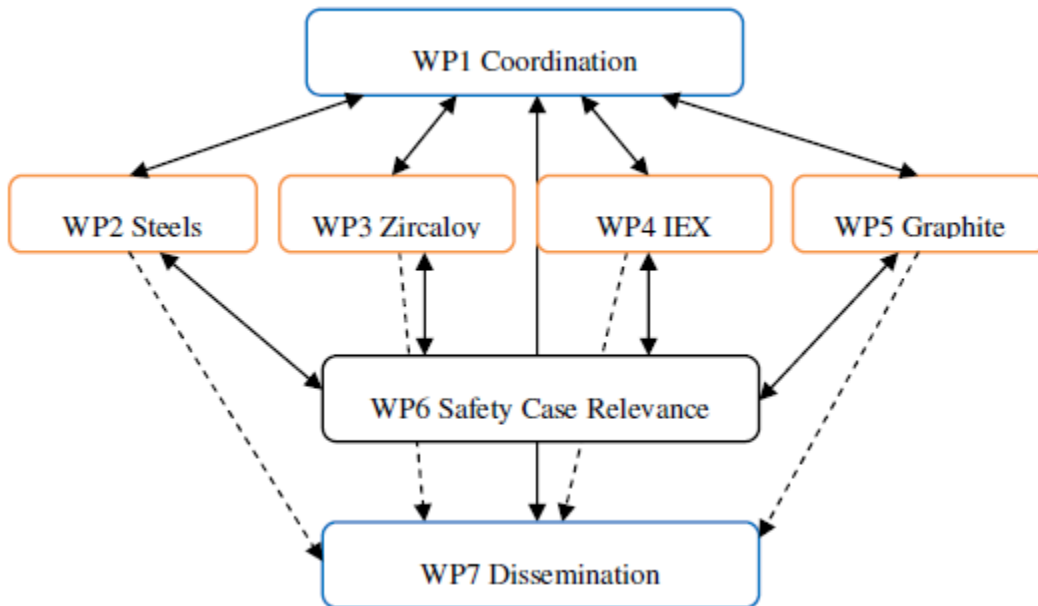 WP1 Coordination
WP2 Steels
WP3 Zircaloy
WP4 IEX
WP5 Graphite
WP6 Safety Case Relevance
WP7 Dissemination